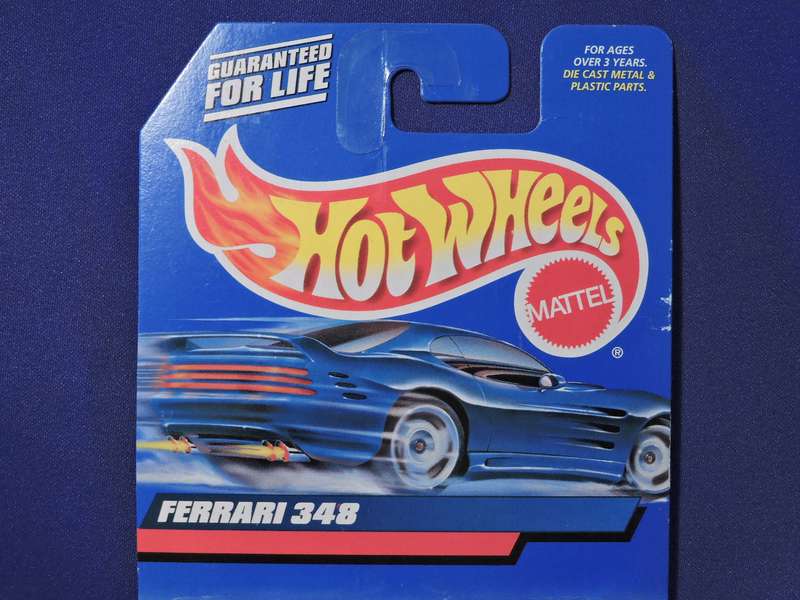 GUARANTEED
FOR LIFE
FOR AGES
OVER 3 YEARS.
DIE CAST METAL &
PLASTIC PARTS.
HOT WHEELS
MATTEL
®
FERRARI 348